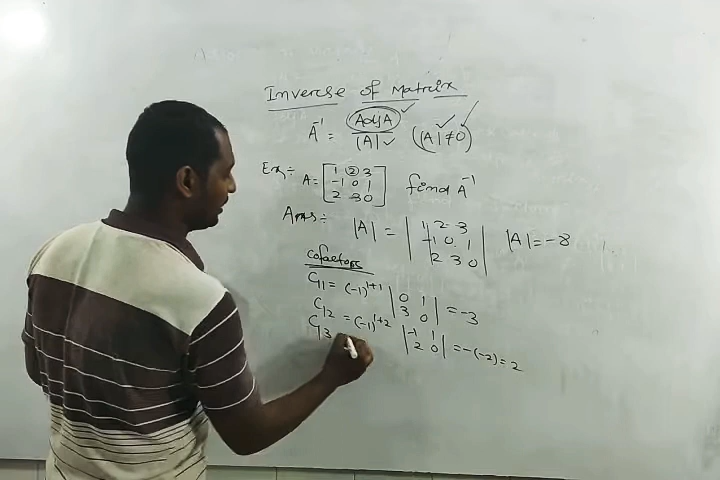 Inverse of Matrix
A⁻¹ = AdjA / |A| (|A| ≠ 0)
Ex ÷ A = [1 2 3 -1 0 1 2 3 0] find A⁻¹
Ans ÷ |A| = |1 2 3 -1 0 1 2 3 0| |A| = -8
Cofactors
C11 = (-1)^1+1 |0 1 3 0| = -3
C12 = (-1)^1+2 |-1 1 2 0| = -(-2) = 2
C13